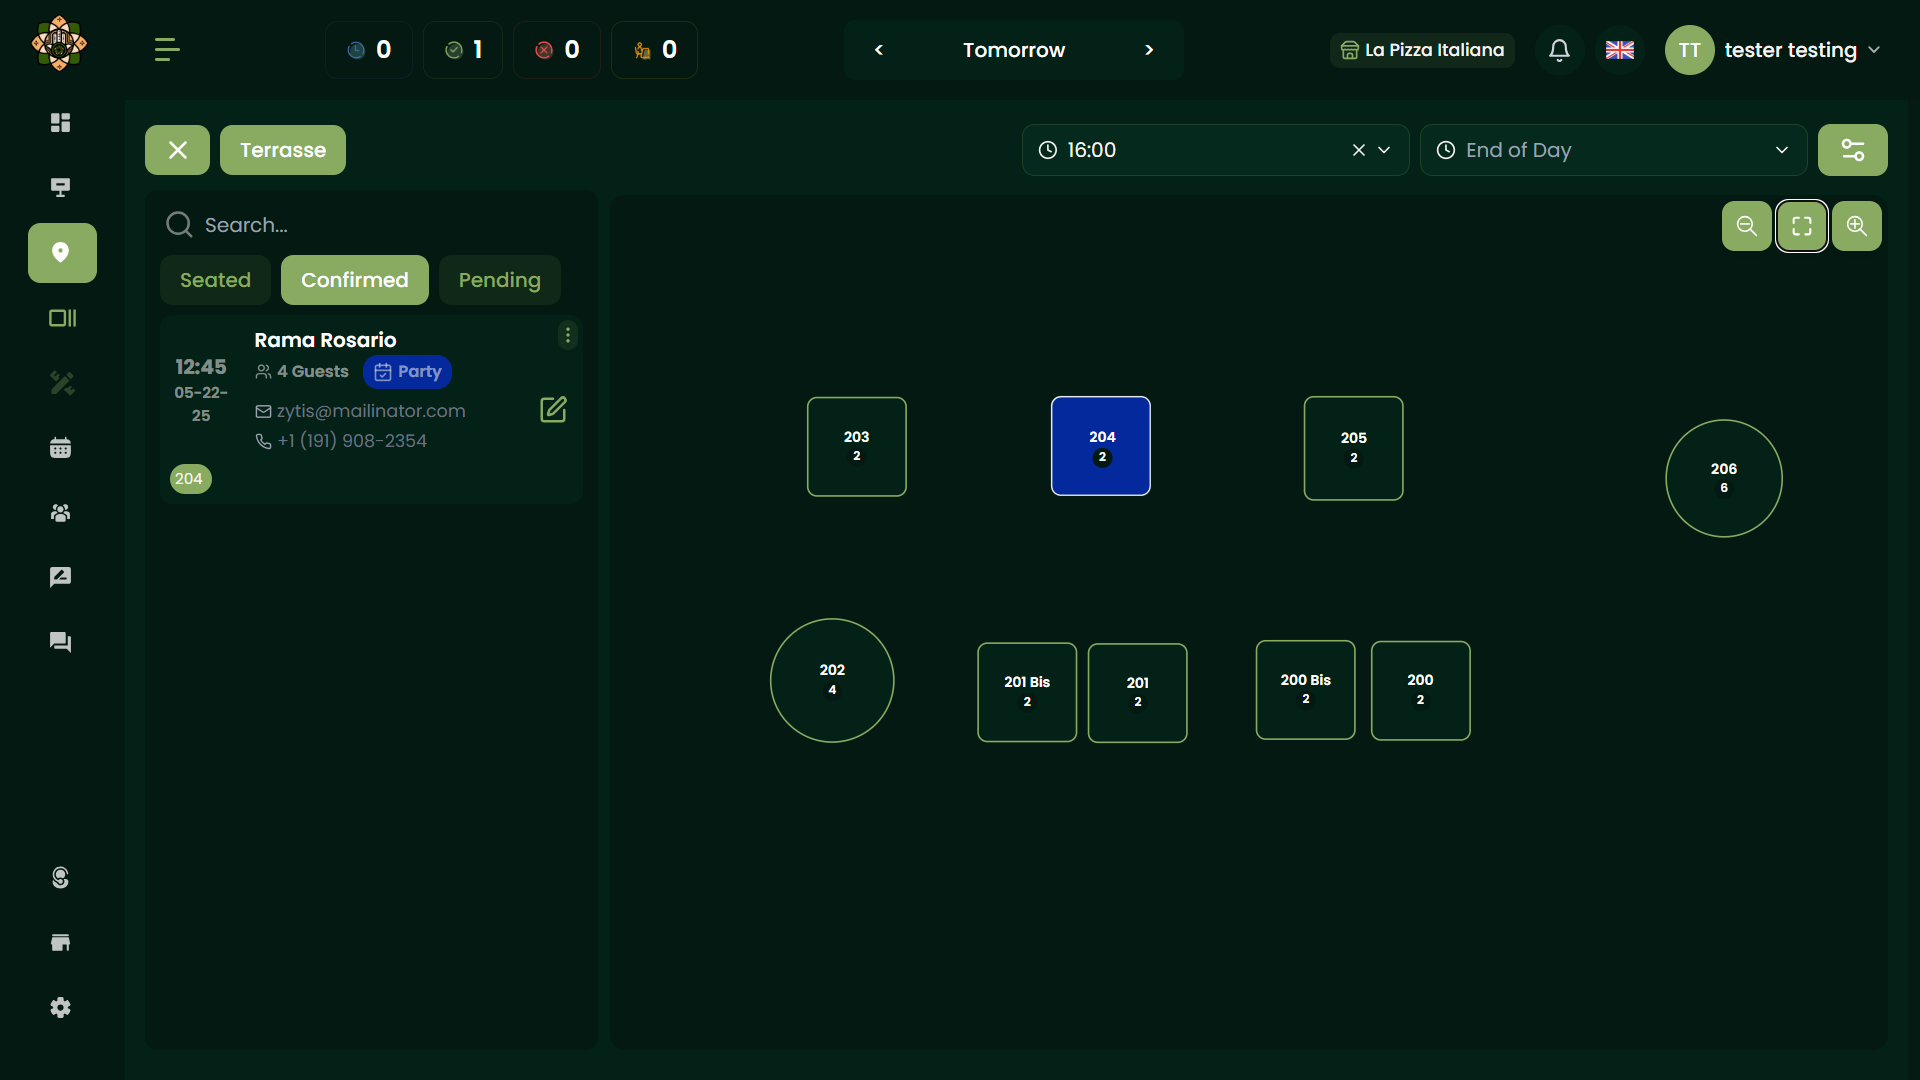 0
1
0
0
<
Tomorrow
>
La Pizza Italiana
TT
tester testing
Terrasse
16:00
End of Day
Search...
Seated
Confirmed
Pending
Rama Rosario
12:45
05-22-
25
4 Guests
Party
zytis@mailinator.com
+1 (191) 908-2354
204
203
2
204
2
205
2
206
6
202
4
201 Bis
2
201
2
200 Bis
2
200
2